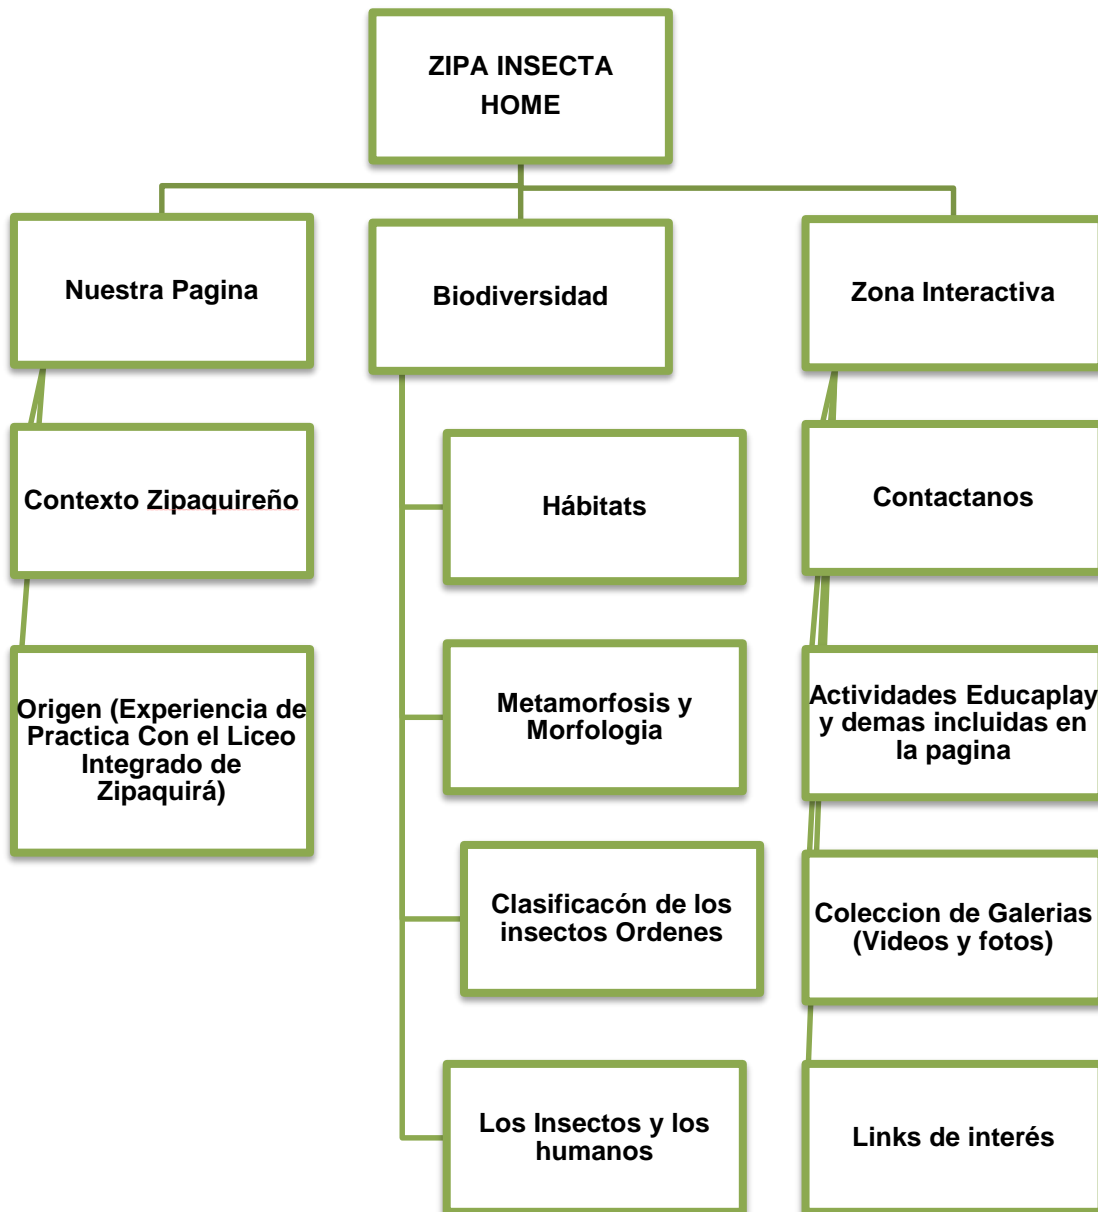 ZIPA INSECTA
HOME
Nuestra Pagina
Biodiversidad
Zona Interactiva
Contexto Zipaquireño
Origen (Experiencia de
Practica Con el Liceo
Integrado de
Zipaquirá)
Hábitats
Metamorfosis y
Morfologia
Clasificacón de los
insectos Ordenes
Los Insectos y los
humanos
Contactanos
Actividades Educaplay
y demas incluidas en
la pagina
Coleccion de Galerias
(Videos y fotos)
Links de interés